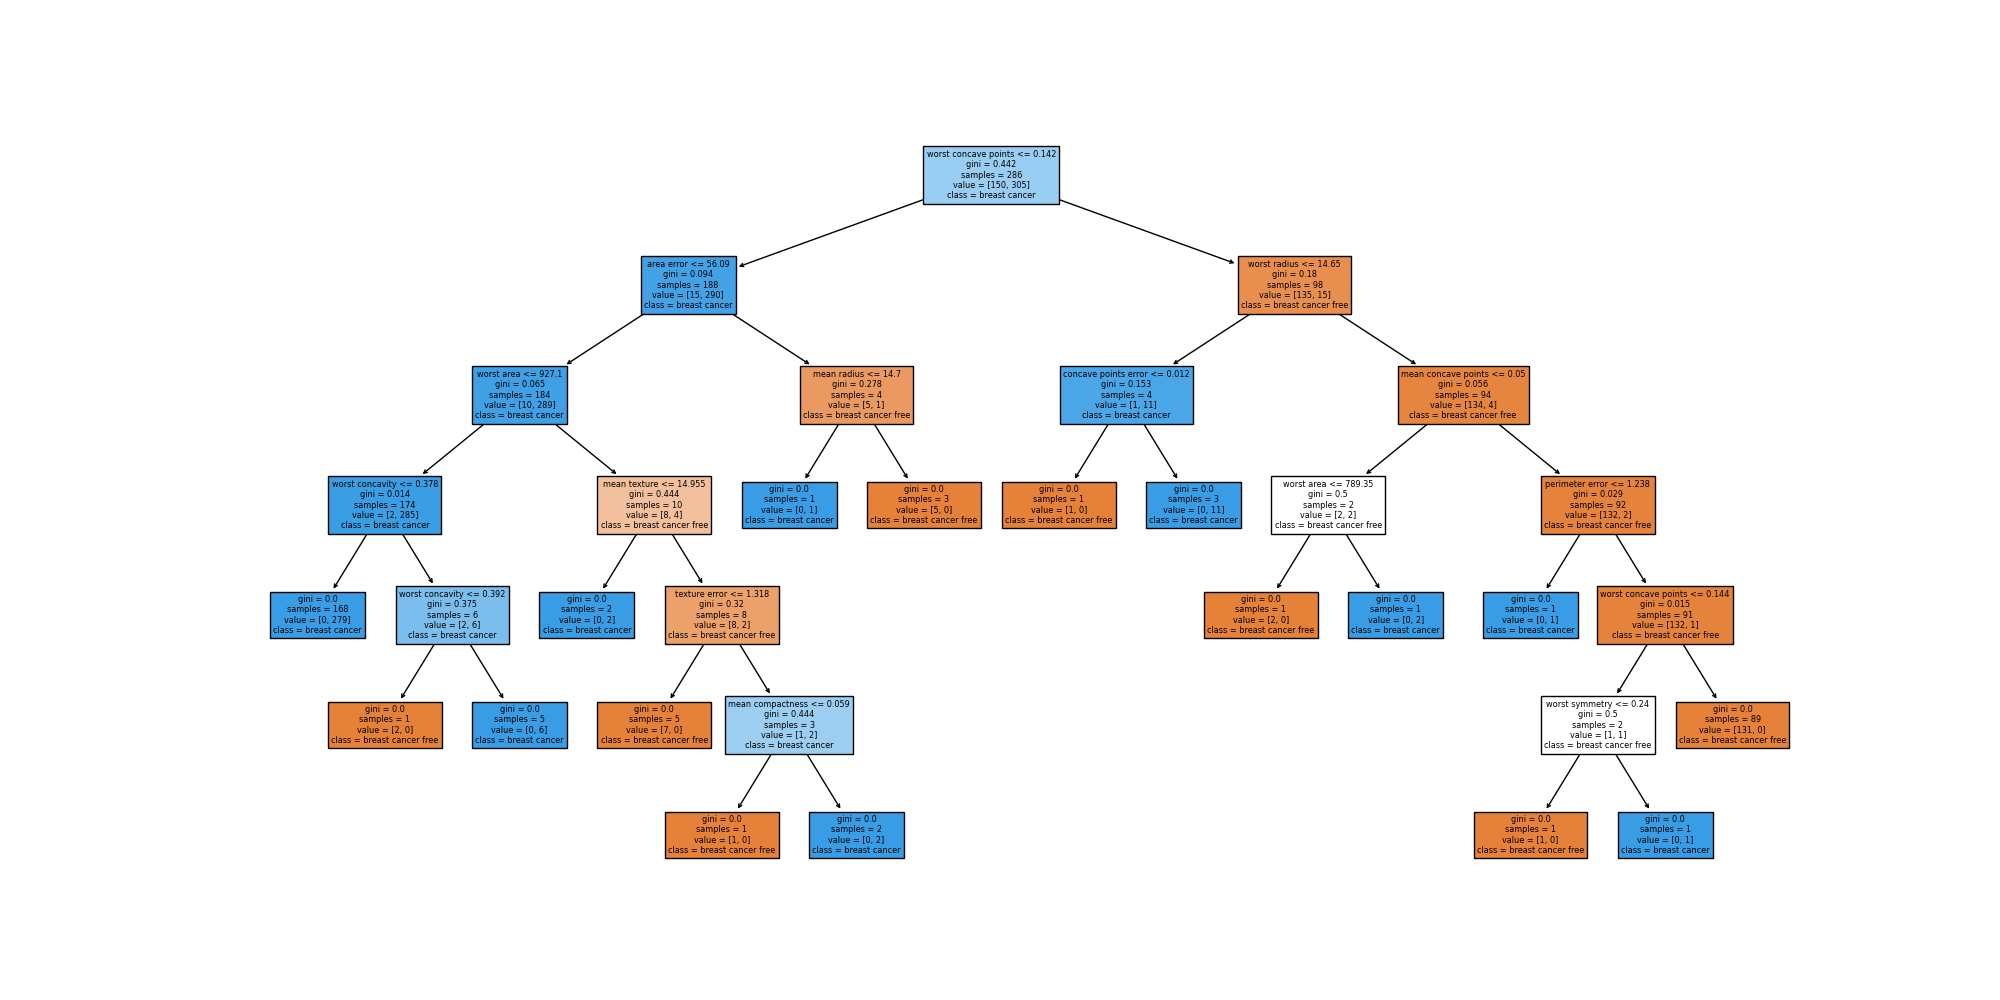 worst concave points <= 0.142
gini = 0.442
samples = 286
value = [150, 305]
class = breast cancer
area error <= 56.09
gini = 0.094
samples = 188
value = [15, 290]
class = breast cancer
worst radius <= 14.65
gini = 0.18
samples = 98
value = [135, 15]
class = breast cancer free
worst area <= 927.1
gini = 0.065
samples = 184
value = [10, 289]
class = breast cancer
mean radius <= 14.7
gini = 0.278
samples = 4
value = [5, 1]
class = breast cancer free
concave points error <= 0.012
gini = 0.153
samples = 4
value = [1, 11]
class = breast cancer
mean concave points <= 0.05
gini = 0.056
samples = 94
value = [134, 4]
class = breast cancer free
worst concavity <= 0.378
gini = 0.014
samples = 174
value = [2, 285]
class = breast cancer
mean texture <= 14.955
gini = 0.444
samples = 10
value = [8, 4]
class = breast cancer free
gini = 0.0
samples = 1
value = [0, 1]
class = breast cancer
gini = 0.0
samples = 3
value = [5, 0]
class = breast cancer free
gini = 0.0
samples = 1
value = [1, 0]
class = breast cancer free
gini = 0.0
samples = 3
value = [0, 11]
class = breast cancer
worst area <= 789.35
gini = 0.5
samples = 2
value = [2, 2]
class = breast cancer free
perimeter error <= 1.238
gini = 0.029
samples = 92
value = [132, 2]
class = breast cancer free
gini = 0.0
samples = 168
value = [0, 279]
class = breast cancer
worst concavity <= 0.392
gini = 0.375
samples = 6
value = [2, 6]
class = breast cancer
gini = 0.0
samples = 2
value = [0, 2]
class = breast cancer
texture error <= 1.318
gini = 0.32
samples = 8
value = [8, 2]
class = breast cancer free
gini = 0.0
samples = 1
value = [2, 0]
class = breast cancer free
gini = 0.0
samples = 1
value = [0, 2]
class = breast cancer
gini = 0.0
samples = 1
value = [0, 1]
class = breast cancer
worst concave points <= 0.144
gini = 0.015
samples = 91
value = [132, 1]
class = breast cancer free
gini = 0.0
samples = 1
value = [2, 0]
class = breast cancer free
gini = 0.0
samples = 5
value = [0, 6]
class = breast cancer
gini = 0.0
samples = 5
value = [7, 0]
class = breast cancer free
mean compactness <= 0.059
gini = 0.444
samples = 3
value = [1, 2]
class = breast cancer
worst symmetry <= 0.24
gini = 0.5
samples = 2
value = [1, 1]
class = breast cancer free
gini = 0.0
samples = 89
value = [131, 0]
class = breast cancer free
gini = 0.0
samples = 1
value = [1, 0]
class = breast cancer free
gini = 0.0
samples = 2
value = [0, 2]
class = breast cancer
gini = 0.0
samples = 1
value = [1, 0]
class = breast cancer free
gini = 0.0
samples = 1
value = [0, 1]
class = breast cancer